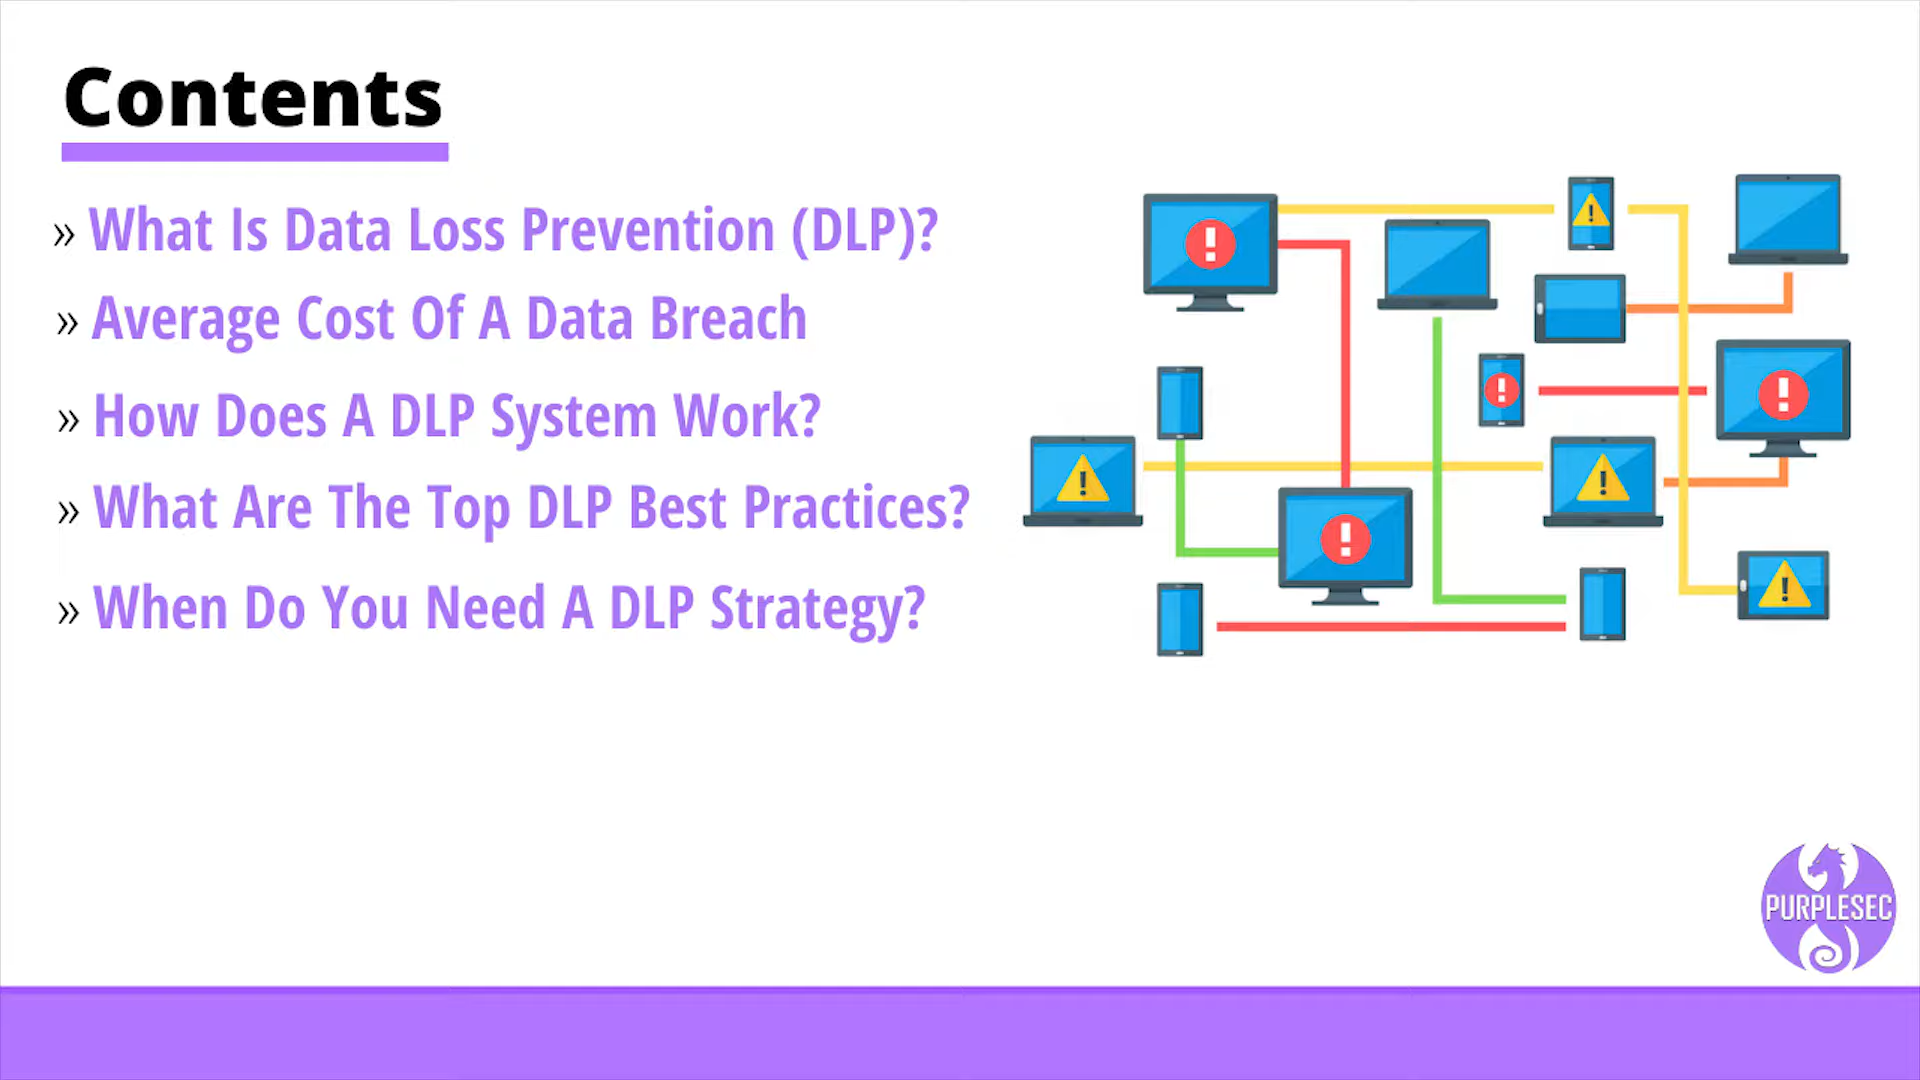 Contents
» What Is Data Loss Prevention (DLP)?
» Average Cost Of A Data Breach
» How Does A DLP System Work?
» What Are The Top DLP Best Practices?
» When Do You Need A DLP Strategy?
PURPLESEC